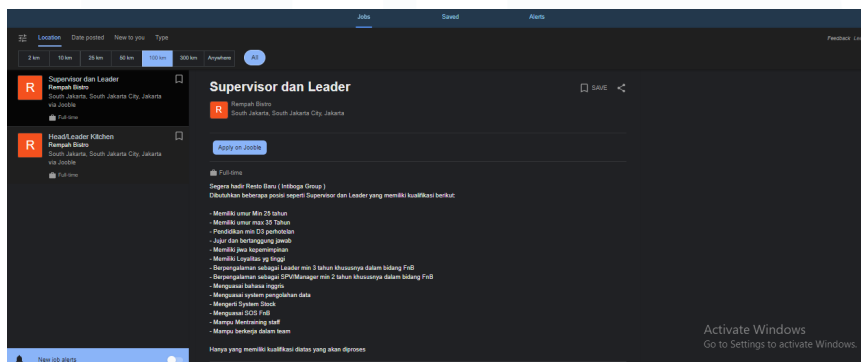 Jobs
Saved
Alerts
Location
Date posted
New to you
Type
Feedback
2 km
10 km
25 km
50 km
100 km
300 km
Anywhere
All
Supervisor dan Leader
Rempah Bistro
South Jakarta, South Jakarta City, Jakarta
via Jooble
Full-time
Head/Leader Kitchen
Rempah Bistro
South Jakarta, South Jakarta City, Jakarta
via Jooble
Full-time
New job alerts
R
R
Supervisor dan Leader
SAVE
R
Rempah Bistro
South Jakarta, South Jakarta City, Jakarta
Apply on Jooble
Full-time
Segera hadir Resto Baru ( Intiboga Group )
Dibutuhkan beberapa posisi seperti Supervisor dan Leader yang memiliki kualifikasi berikut:
- Memiliki umur Min 25 tahun
- Memiliki umur max 35 Tahun
- Pendidikan min D3 perhotelan
- Jujur dan bertanggung jawab
- Memiliki jiwa kepemimpinan
- Memiliki Loyalitas yg tinggi
- Berpengalaman sebagai Leader min 3 tahun khususnya dalam bidang FnB
- Berpengalaman sebagai SPV/Manager min 2 tahun khususnya dalam bidang FnB
- Menguasai bahasa inggris
- Menguasai system pengolahan data
- Mengerti System Stock
- Menguasai SOS FnB
- Mampu Mentraining staff
- Mampu berkerja dalam team
Hanya yang memiliki kualifikasi diatas yang akan diproses
Activate Windows
Go to Settings to activate Windows.